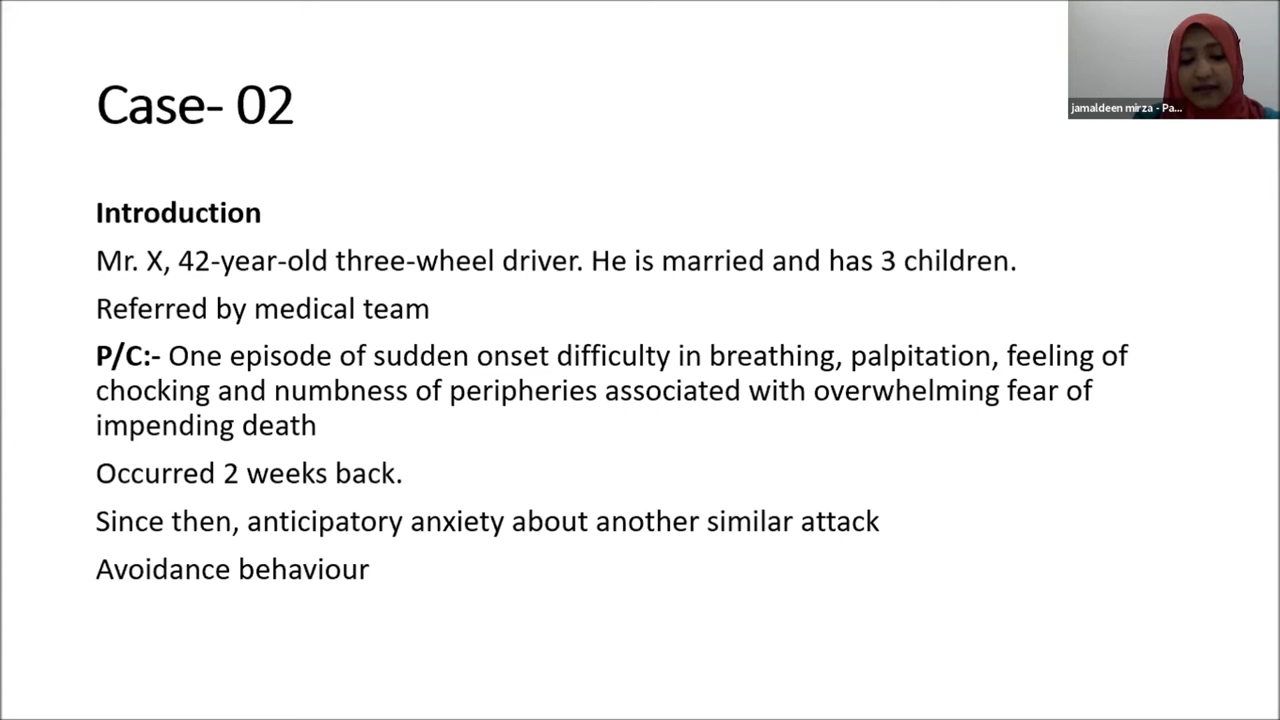 Case- 02
jamaldeen mirza - Pa...
Introduction
Mr. X, 42-year-old three-wheel driver. He is married and has 3 children.
Referred by medical team
P/C:- One episode of sudden onset difficulty in breathing, palpitation, feeling of
chocking and numbness of peripheries associated with overwhelming fear of
impending death
Occurred 2 weeks back.
Since then, anticipatory anxiety about another similar attack
Avoidance behaviour